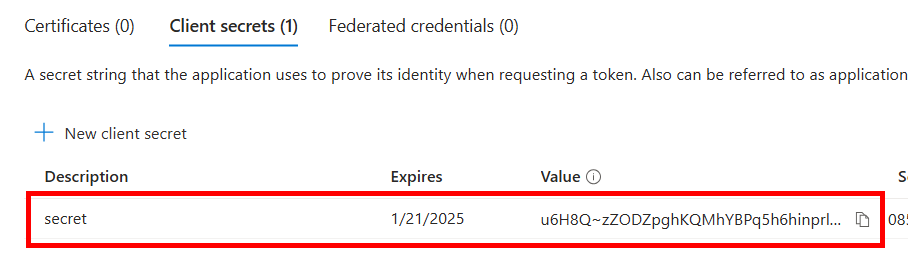 Certificates (0) Client secrets (1) Federated credentials (0)
A secret string that the application uses to prove its identity when requesting a token. Also can be referred to as application
New client secret
Description Expires Value
secret 1/21/2025 u6H8Q~zZODZpghKQMhYBPq5h6hinprl...